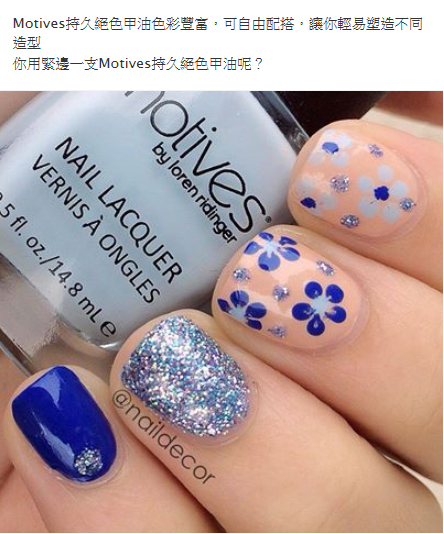 Motives持久絕色甲油色彩豐富，可自由配搭，讓你輕易塑造不同
造型
你用緊邊一支Motives持久絕色甲油呢？
motives®
by loren ridinger
NAIL LACQUER
VERNIS À ONGLES
0.5 fl. oz./14.8 mL e
@naildecor